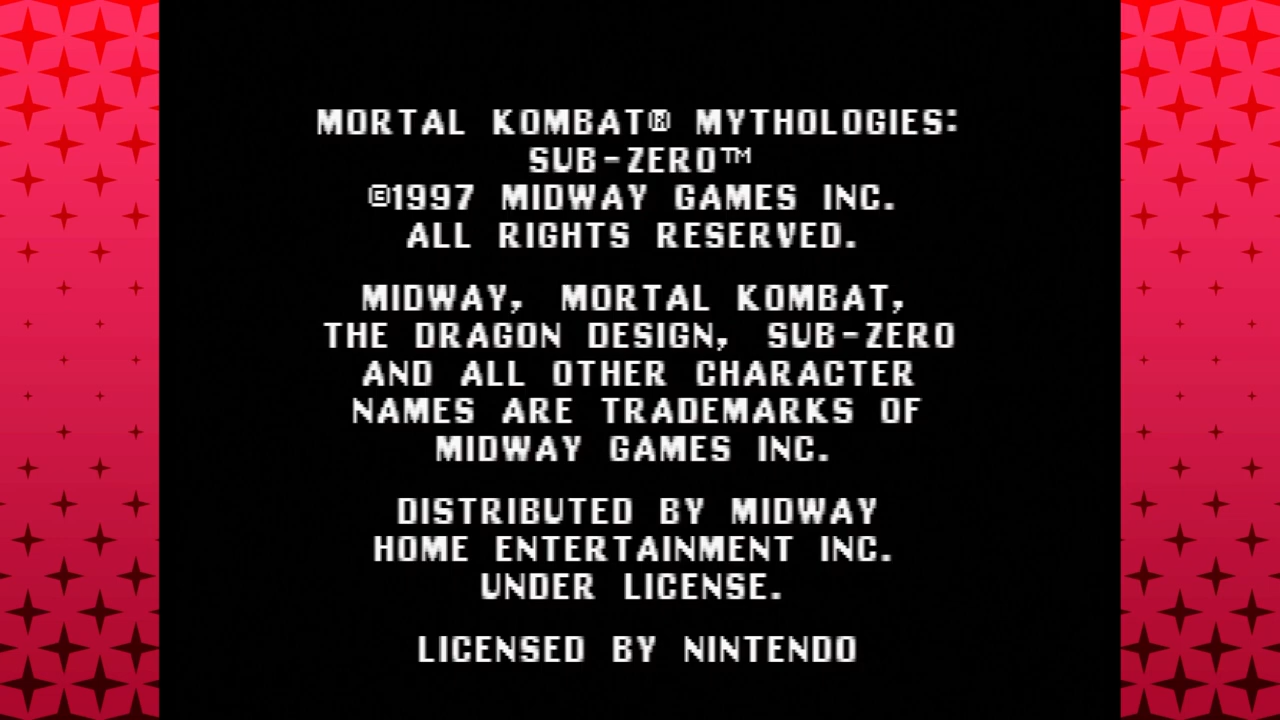 MORTAL KOMBAT® MYTHOLOGIES:
SUB-ZERO™
©1997 MIDWAY GAMES INC.
ALL RIGHTS RESERVED.
MIDWAY, MORTAL KOMBAT,
THE DRAGON DESIGN, SUB-ZERO
AND ALL OTHER CHARACTER
NAMES ARE TRADEMARKS OF
MIDWAY GAMES INC.
DISTRIBUTED BY MIDWAY
HOME ENTERTAINMENT INC.
UNDER LICENSE.
LICENSED BY NINTENDO